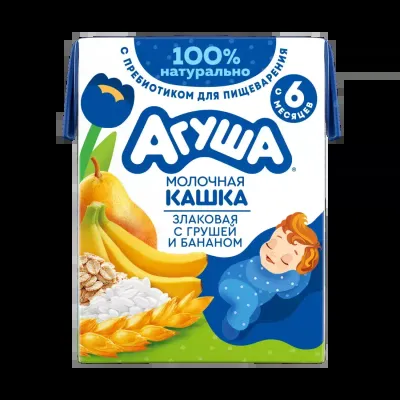 100%
натурально
с пребиотиком для пищеварения
с 6 месяцев
Агуша
®
МОЛОЧНАЯ
КАШКА
ЗЛАКОВАЯ
С ГРУШЕЙ
И БАНАНОМ